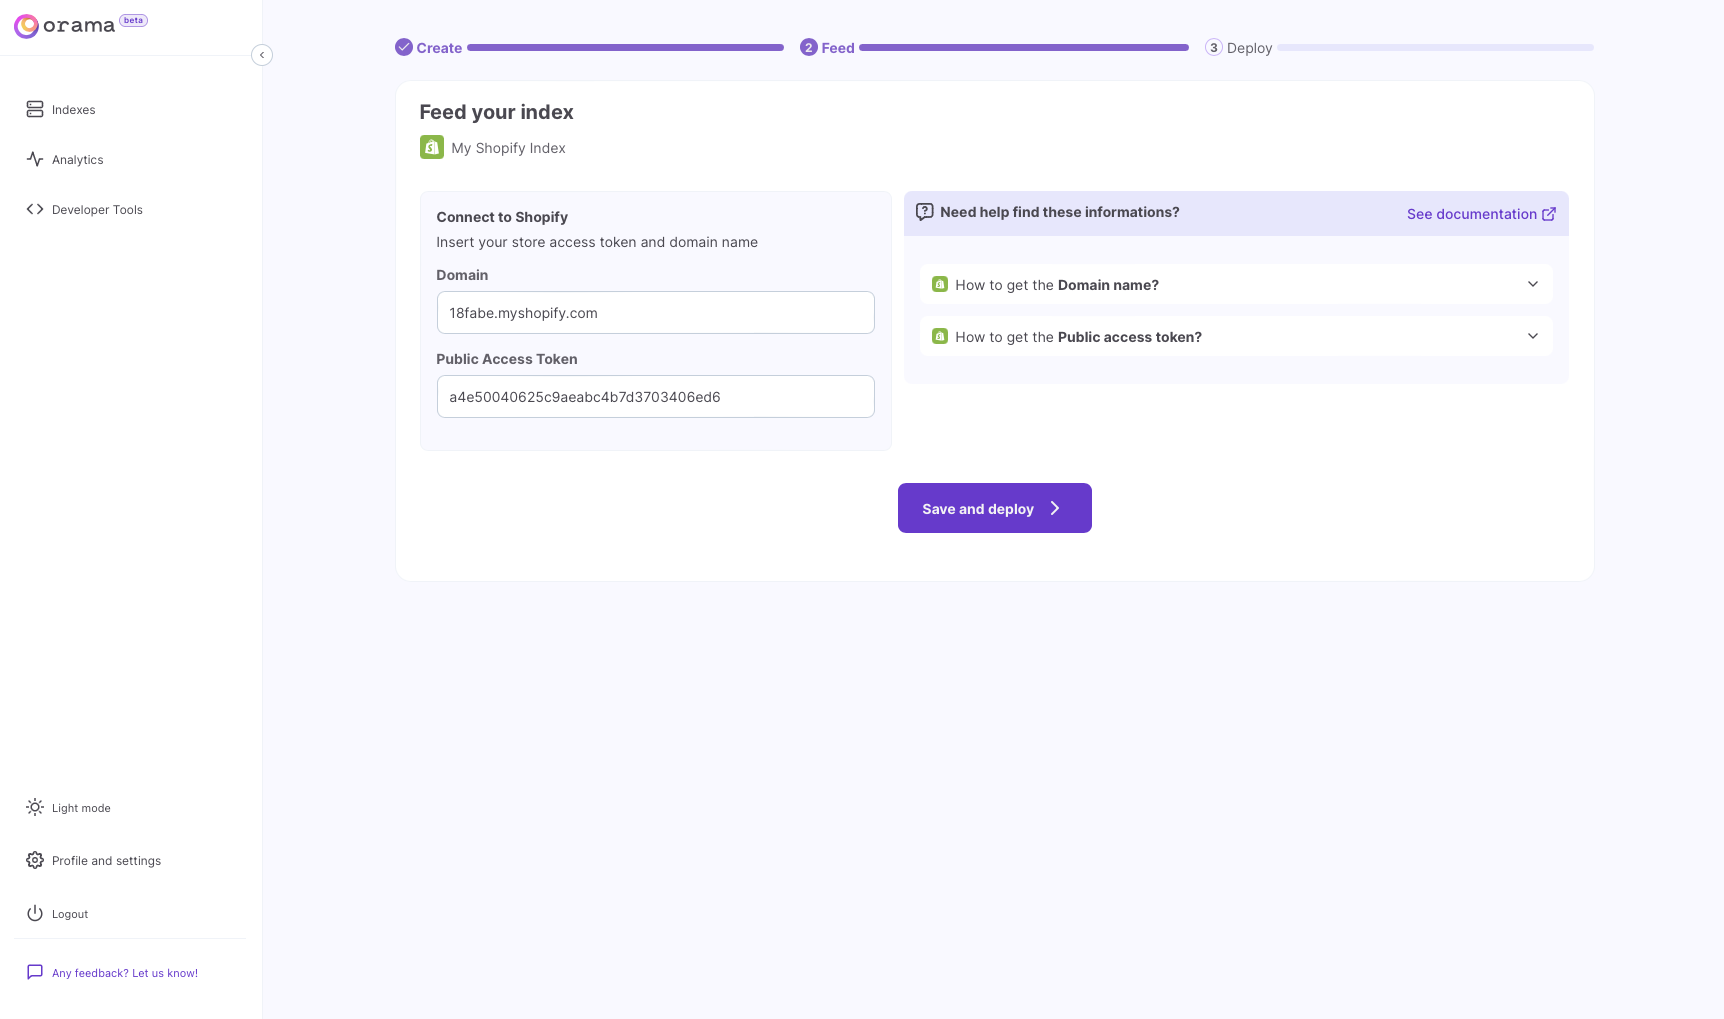 orama beta
Indexes
Analytics
Developer Tools
Light mode
Profile and settings
Logout
Any feedback? Let us know!
Create
2 Feed
3 Deploy
Feed your index
My Shopify Index
Connect to Shopify
Insert your store access token and domain name
Domain
18fabe.myshopify.com
Public Access Token
a4e50040625c9aeabc4b7d3703406ed6
Need help find these informations?
See documentation
How to get the Domain name?
How to get the Public access token?
Save and deploy